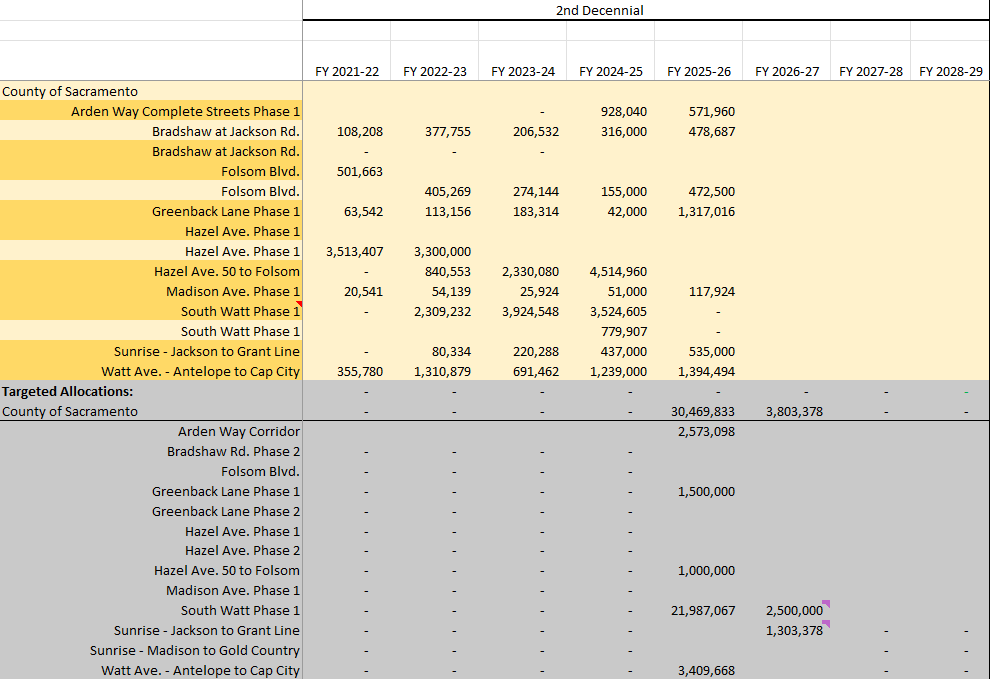 2nd Decennial
FY 2021-22 FY 2022-23 FY 2023-24 FY 2024-25 FY 2025-26 FY 2026-27 FY 2027-28 FY 2028-29
County of Sacramento
Arden Way Complete Streets Phase 1 - 928,040 571,960
Bradshaw at Jackson Rd. 108,208 377,755 206,532 316,000 478,687
Bradshaw at Jackson Rd. - - -
Folsom Blvd. 501,663
Folsom Blvd. 405,269 274,144 155,000 472,500
Greenback Lane Phase 1 63,542 113,156 183,314 42,000 1,317,016
Hazel Ave. Phase 1
Hazel Ave. Phase 1 3,513,407 3,300,000
Hazel Ave. 50 to Folsom - 840,553 2,330,080 4,514,960
Madison Ave. Phase 1 20,541 54,139 25,924 51,000 117,924
South Watt Phase 1 - 2,309,232 3,924,548 3,524,605 -
South Watt Phase 1 779,907 -
Sunrise - Jackson to Grant Line - 80,334 220,288 437,000 535,000
Watt Ave. - Antelope to Cap City 355,780 1,310,879 691,462 1,239,000 1,394,494
Targeted Allocations: - - - - - - - -
County of Sacramento - - - - 30,469,833 3,803,378 - -
Arden Way Corridor 2,573,098
Bradshaw Rd. Phase 2 - - - -
Folsom Blvd. - - - -
Greenback Lane Phase 1 - - - - 1,500,000
Greenback Lane Phase 2 - - - -
Hazel Ave. Phase 1 - - - -
Hazel Ave. Phase 2 - - - -
Hazel Ave. 50 to Folsom - - - - 1,000,000
Madison Ave. Phase 1 - - - -
South Watt Phase 1 - - - - 21,987,067 2,500,000
Sunrise - Jackson to Grant Line - - - - 1,303,378 - -
Sunrise - Madison to Gold Country - - - - - -
Watt Ave. - Antelope to Cap City - - - - 3,409,668 - -